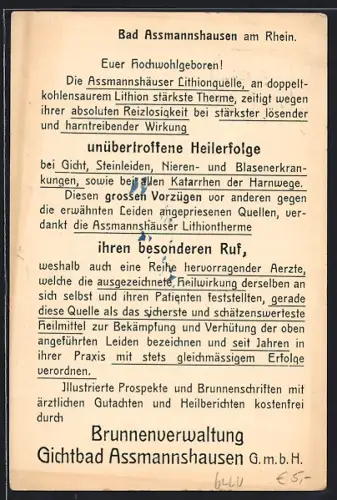 Bad Assmannshausen am Rhein.
Euer Hochwohlgeboren!
Die Assmannshäuser Lithionquelle, an doppelt-
kohlensaurem Lithion stärkste Therme, zeitigt wegen
ihrer absoluten Reizlosigkeit bei stärkster lösender
und harntreibender Wirkung
unübertroffene Heilerfolge
bei Gicht, Steinleiden, Nieren- und Blasenerkran-
kungen, sowie bei allen Katarrhen der Harnwege.
Diesen grossen Vorzügen vor anderen gegen
die erwähnten Leiden angepriesenen Quellen, ver-
dankt die Assmannshäuser Lithiontherme
ihren besonderen Ruf,
weshalb auch eine Reihe hervorragender Aerzte,
welche die ausgezeichnete Heilwirkung derselben an
sich selbst und ihren Patienten feststellten, gerade
diese Quelle als das sicherste und schätzenswerteste
Heilmittel zur Bekämpfung und Verhütung der oben
angeführten Leiden bezeichnen und seit Jahren in
ihrer Praxis mit stets gleichmässigem Erfolge
verordnen.
Illustrierte Prospekte und Brunnenschriften mit
ärztlichen Gutachten und Heilberichten kostenfrei
durch
Brunnenverwaltung
Gichtbad Assmannshausen G.m.b.H.
€ 5,-